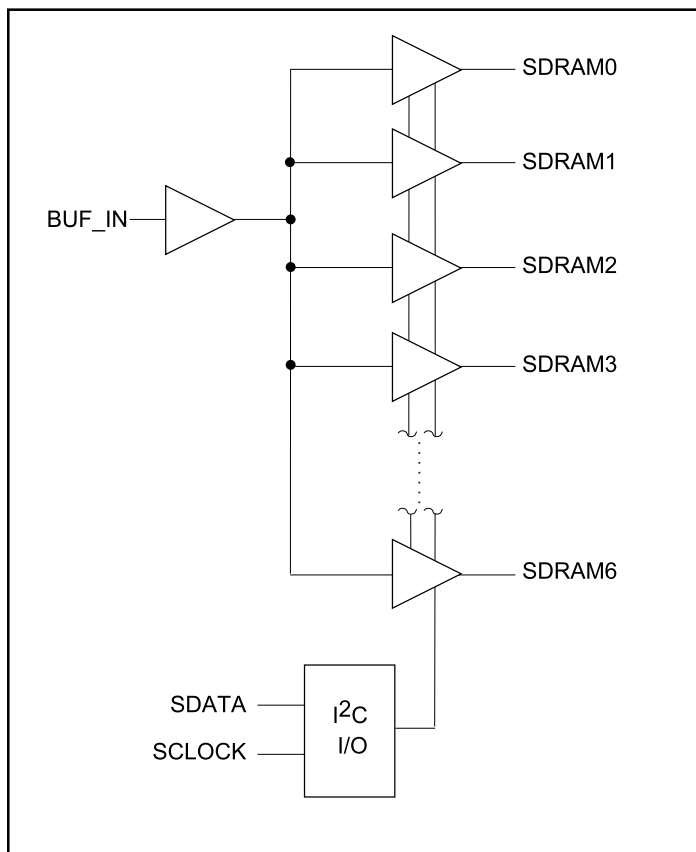 SDRAM0
SDRAM1
BUF_IN
SDRAM2
SDRAM3
SDRAM6
SDATA
SCLOCK
I²C
I/O